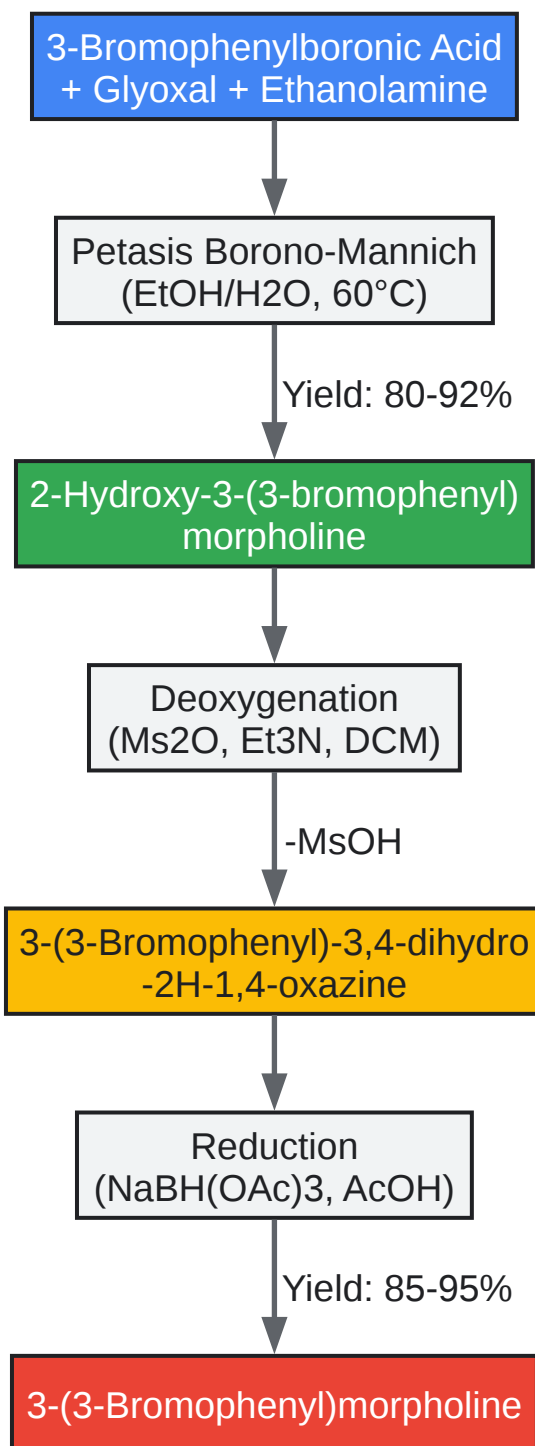 3-Bromophenylboronic Acid
+ Glyoxal + Ethanolamine
Petasis Borono-Mannich
(EtOH/H2O, 60°C)
Yield: 80-92%
2-Hydroxy-3-(3-bromophenyl)
morpholine
Deoxygenation
(Ms2O, Et3N, DCM)
-MsOH
3-(3-Bromophenyl)-3,4-dihydro
-2H-1,4-oxazine
Reduction
(NaBH(OAc)3, AcOH)
Yield: 85-95%
3-(3-Bromophenyl)morpholine